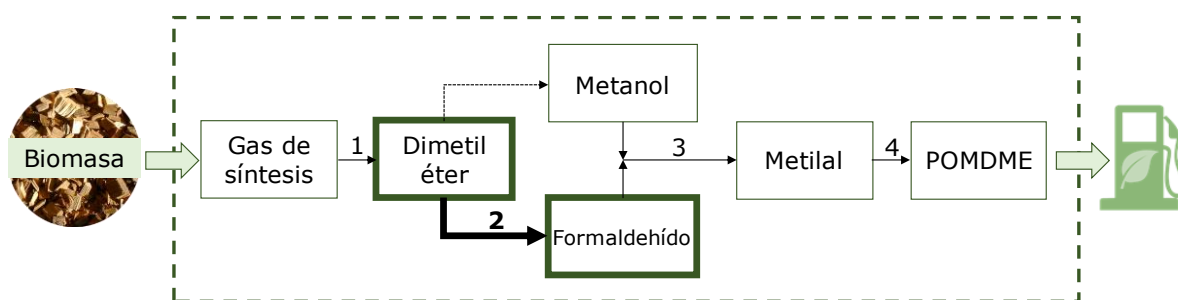 Biomasa
Gas de
síntesis
1
Dimetil
éter
2
Metanol
Formaldehído
3
Metilal
4
POMDME